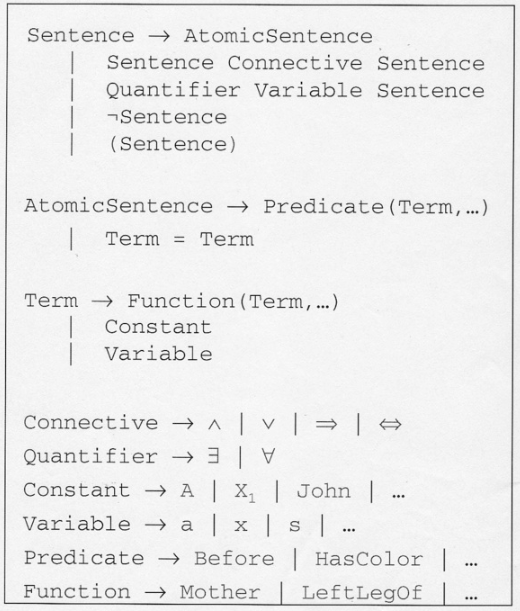 Sentence → AtomicSentence
| Sentence Connective Sentence
| Quantifier Variable Sentence
| ¬Sentence
| (Sentence)
AtomicSentence → Predicate(Term,…)
| Term = Term
Term → Function(Term,…)
| Constant
| Variable
Connective → ∧ | ∨ | ⇒ | ⇔
Quantifier → ∃ | ∀
Constant → A | X₁ | John | …
Variable → a | x | s | …
Predicate → Before | HasColor | …
Function → Mother | LeftLegOf | …